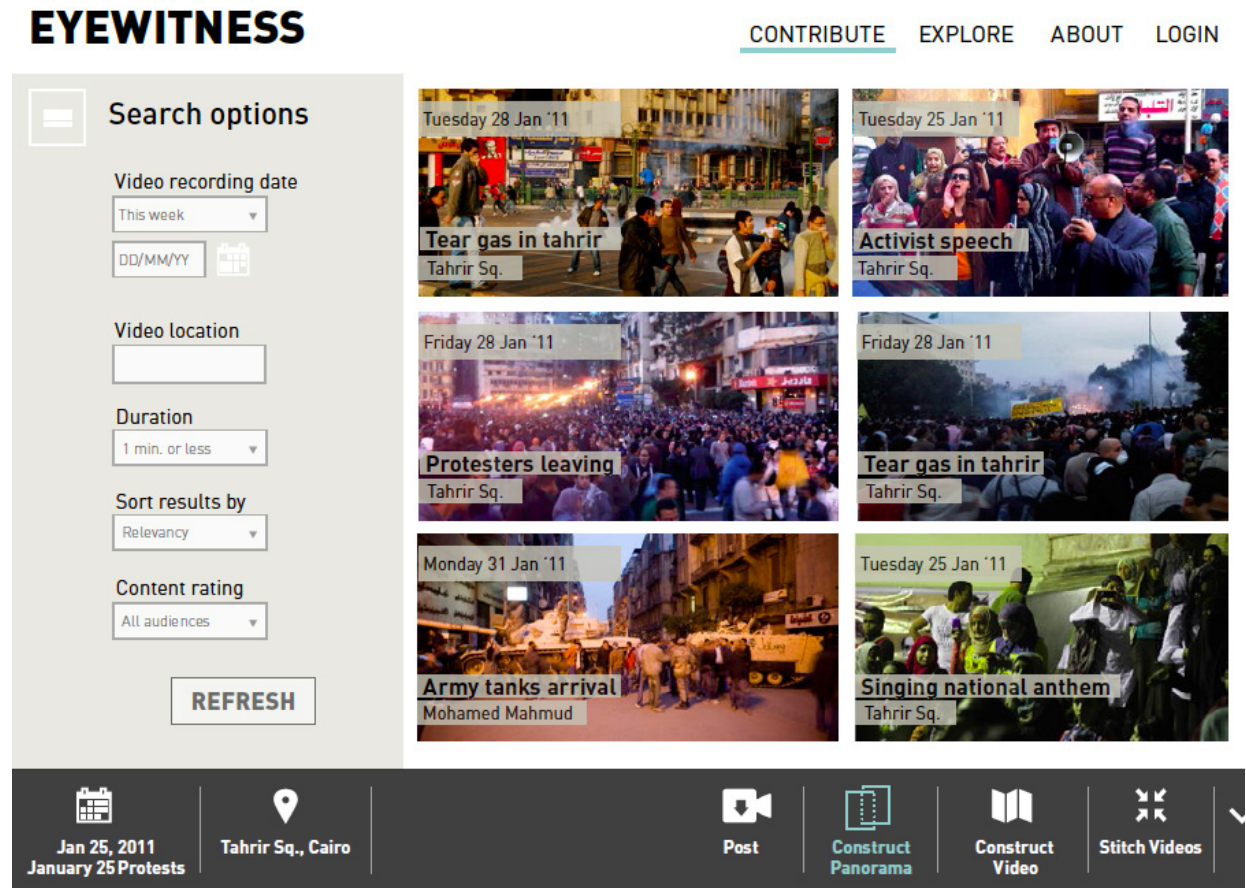 EYEWITNESS
CONTRIBUTE EXPLORE ABOUT LOGIN
Search options
Video recording date
This week
DD/MM/YY
Video location
Duration
1 min. or less
Sort results by
Relevancy
Content rating
All audiences
REFRESH
Tuesday 28 Jan '11
Tear gas in tahrir
Tahrir Sq.
Tuesday 25 Jan '11
Activist speech
Tahrir Sq.
Friday 28 Jan '11
Protesters leaving
Tahrir Sq.
Friday 28 Jan '11
Tear gas in tahrir
Tahrir Sq.
Monday 31 Jan '11
Army tanks arrival
Mohamed Mahmud
Tuesday 25 Jan '11
Singing national anthem
Tahrir Sq.
Jan 25, 2011
January 25 Protests
Tahrir Sq., Cairo
Post
Construct
Panorama
Construct
Video
Stitch Videos